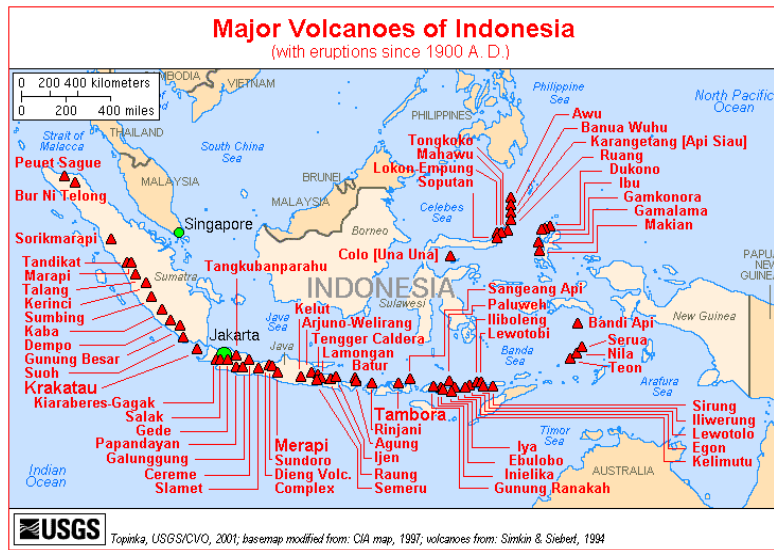 Major Volcanoes of Indonesia
(with eruptions since 1900 A. D.)
0 200 400 kilometers
0 200 400 miles
CAMBODIA
VIETNAM
THAILAND
Strait of
Malacca
South China
Sea
PHILIPPINES
Philippine
Sea
North Pacific
Ocean
MALAYSIA
BRUNEI
MALAYSIA
Celebes
Sea
Singapore
Borneo
Sumatra
INDONESIA
Sulawesi
Java
Sea
Jakarta
Java
Banda
Sea
New Guinea
PAPUA
NEW
GUINEA
Arafura
Sea
Timor
Sea
Indian
Ocean
AUSTRALIA
Peuet Sague
Bur Ni Telong
Sorikmarapi
Tandikat
Marapi
Talang
Kerinci
Sumbing
Kaba
Dempo
Gunung Besar
Suoh
Krakatau
Kiaraberes-Gagak
Salak
Gede
Papandayan
Galunggung
Cereme
Slamet
Tangkubanparahu
Merapi
Sundoro
Dieng Volc.
Complex
Kelut
Arjuno-Welirang
Tengger Caldera
Lamongan
Batur
Tambora
Rinjani
Agung
Ijen
Raung
Semeru
Tongkoko
Mahawu
Lokon-Empung
Soputan
Colo [Una Una]
Awu
Banua Wuhu
Karangetang [Api Siau]
Ruang
Dukono
Ibu
Gamkonora
Gamalama
Makian
Sangeang Api
Paluweh
Iliboleng
Lewotobi
Bandi Api
Serua
Nila
Teon
Sirung
Iliwerung
Lewotolo
Egon
Kelimutu
Iya
Ebulobo
Inielika
Gunung Ranakah
USGS
Topinka, USGS/CVO, 2001; basemap modified from: CIA map, 1997; volcanoes from: Simkin & Siebert, 1994